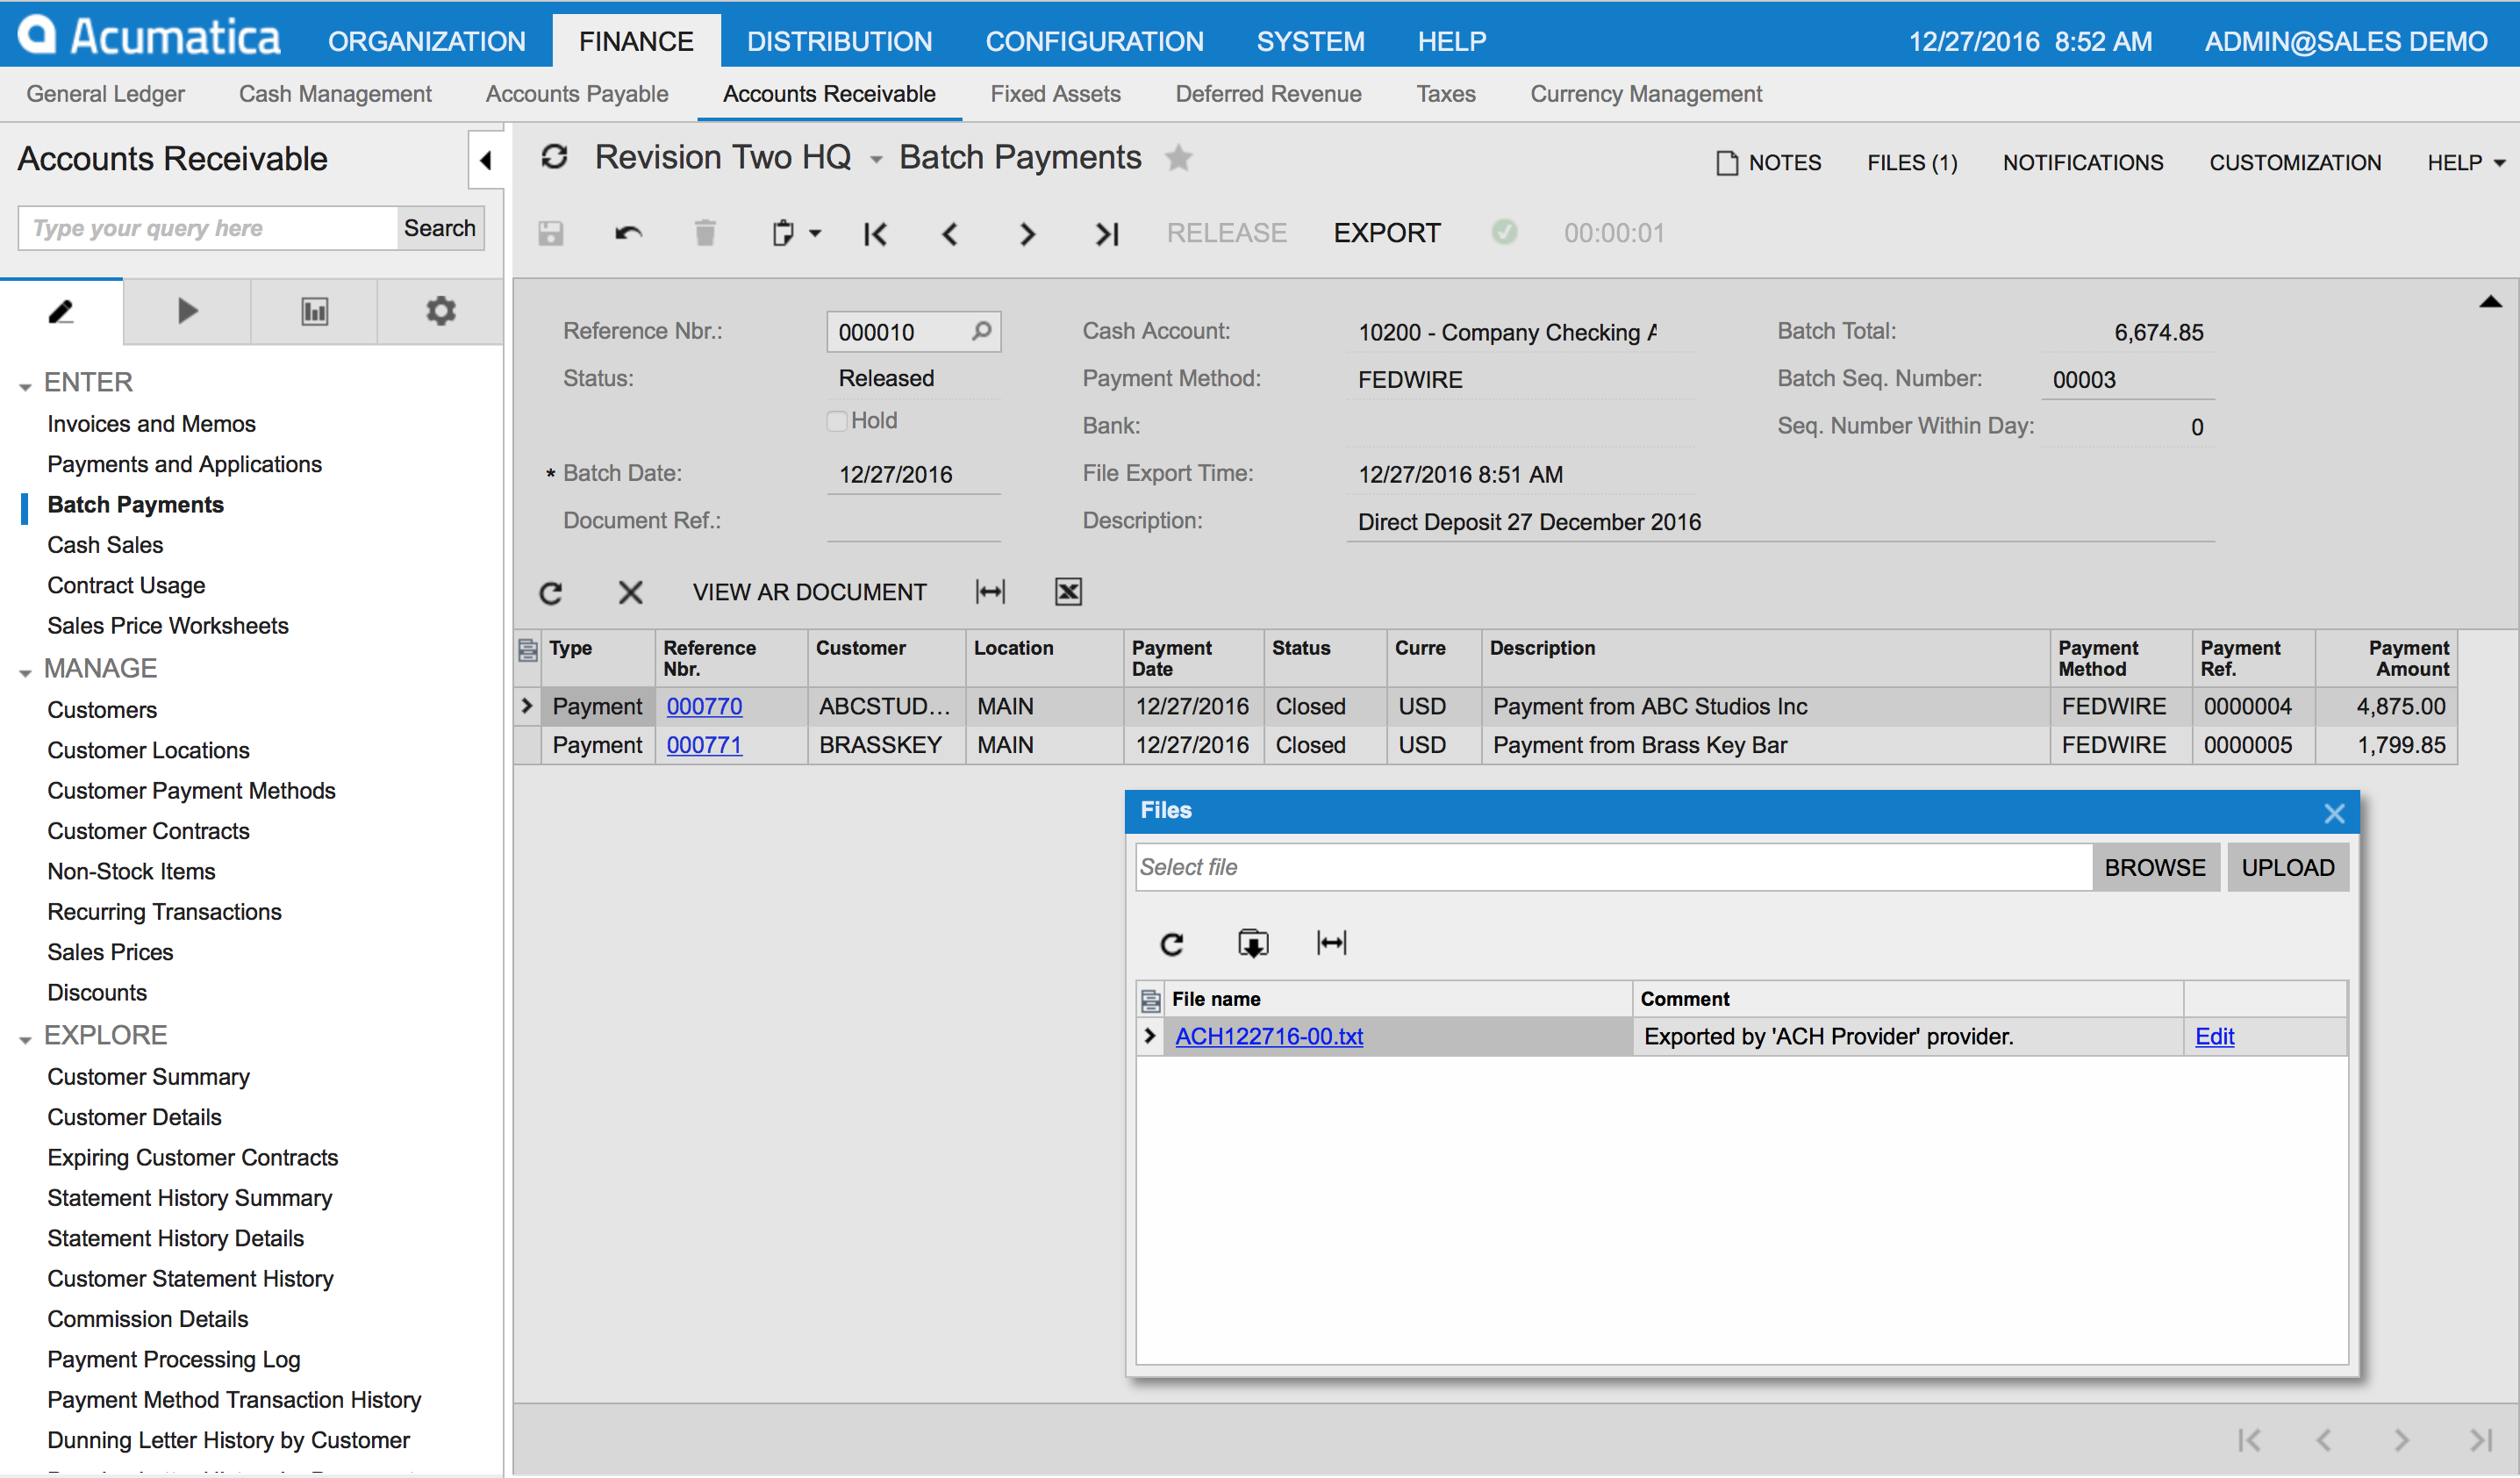 Acumatica ORGANIZATION FINANCE DISTRIBUTION CONFIGURATION SYSTEM HELP 12/27/2016 8:52 AM ADMIN@SALES DEMO
General Ledger Cash Management Accounts Payable Accounts Receivable Fixed Assets Deferred Revenue Taxes Currency Management
Accounts Receivable
Type your query here Search
ENTER
Invoices and Memos
Payments and Applications
Batch Payments
Cash Sales
Contract Usage
Sales Price Worksheets
MANAGE
Customers
Customer Locations
Customer Payment Methods
Customer Contracts
Non-Stock Items
Recurring Transactions
Sales Prices
Discounts
EXPLORE
Customer Summary
Customer Details
Expiring Customer Contracts
Statement History Summary
Statement History Details
Customer Statement History
Commission Details
Payment Processing Log
Payment Method Transaction History
Dunning Letter History by Customer
Revision Two HQ Batch Payments NOTES FILES (1) NOTIFICATIONS CUSTOMIZATION HELP
RELEASE EXPORT 00:00:01
Reference Nbr.: 000010 Cash Account: 10200 - Company Checking A Batch Total: 6,674.85
Status: Released Payment Method: FEDWIRE Batch Seq. Number: 00003
Hold Bank: Seq. Number Within Day: 0
* Batch Date: 12/27/2016 File Export Time: 12/27/2016 8:51 AM
Document Ref.: Description: Direct Deposit 27 December 2016
VIEW AR DOCUMENT
Type Reference Nbr. Customer Location Payment Date Status Curre Description Payment Method Payment Ref. Payment Amount
Payment 000770 ABCSTUD... MAIN 12/27/2016 Closed USD Payment from ABC Studios Inc FEDWIRE 0000004 4,875.00
Payment 000771 BRASSKEY MAIN 12/27/2016 Closed USD Payment from Brass Key Bar FEDWIRE 0000005 1,799.85
Files
Select file BROWSE UPLOAD
File name Comment
ACH122716-00.txt Exported by 'ACH Provider' provider. Edit